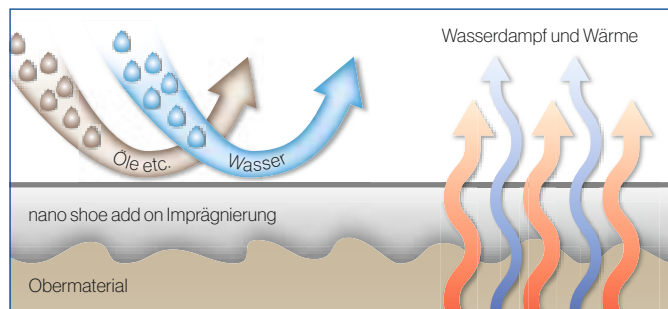 Wasserdampf und Wärme
Öle etc.
Wasser
nano shoe add on Imprägnierung
Obermaterial